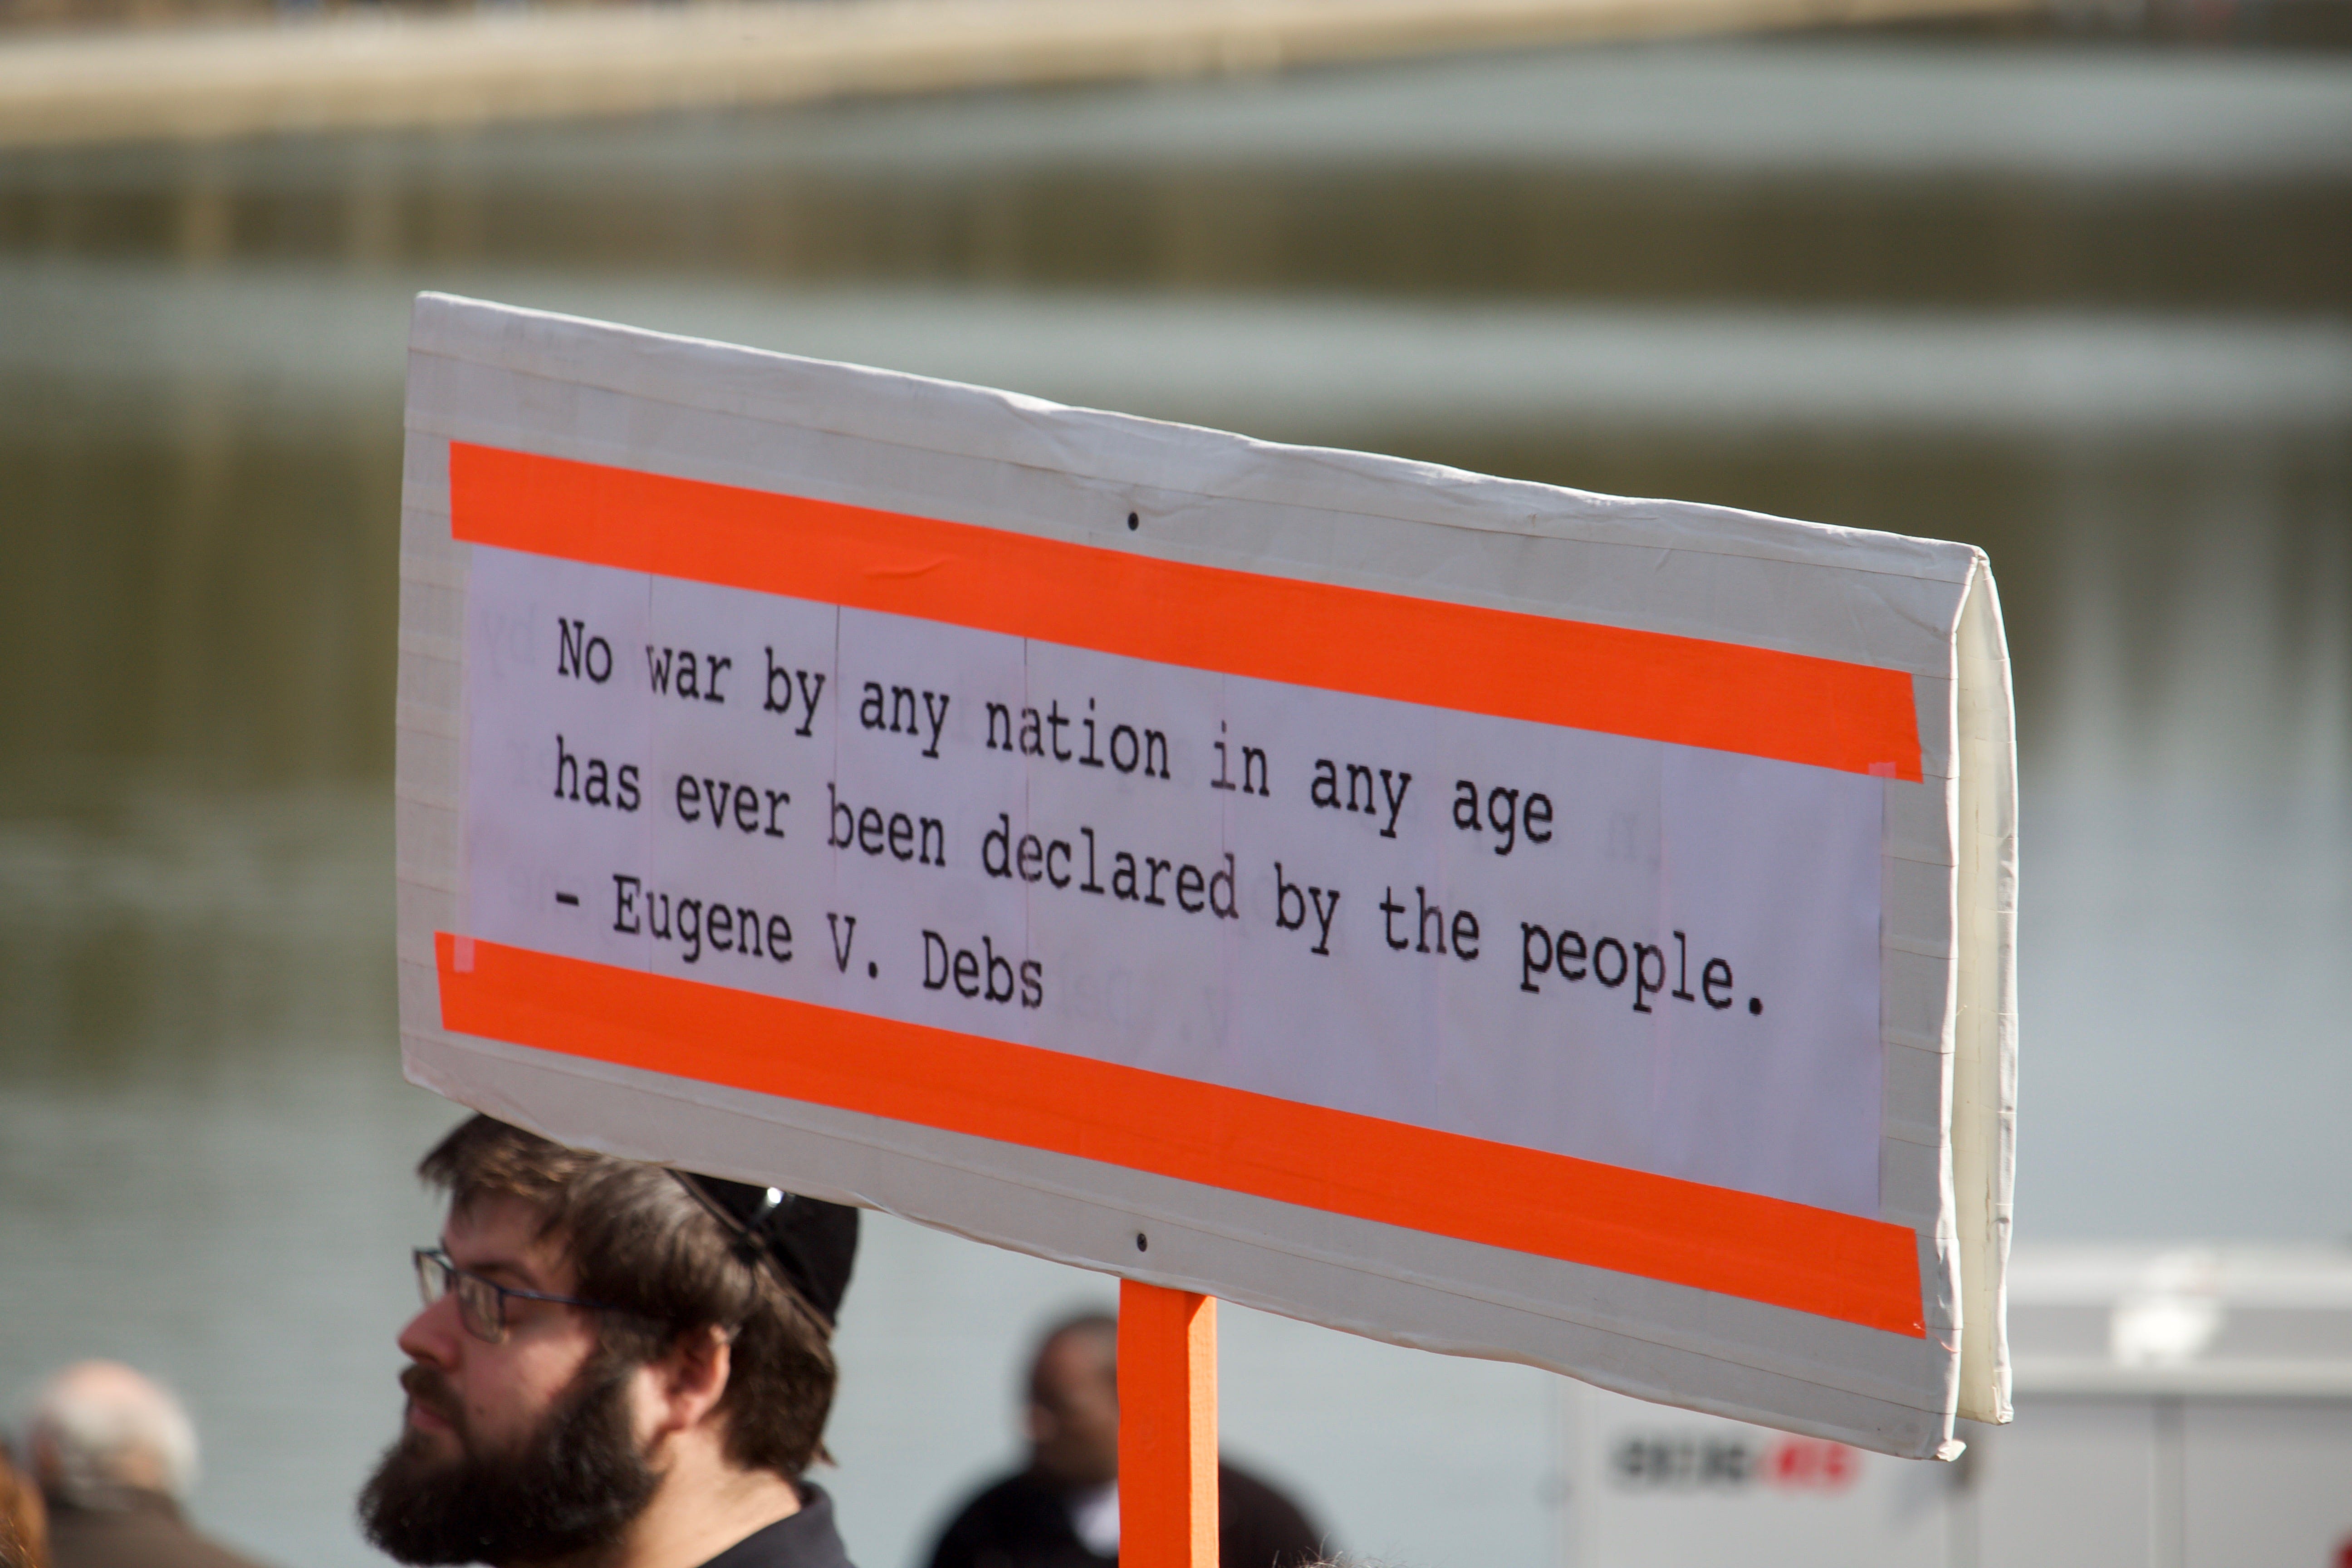 No war by any nation in any age
has ever been declared by the people.
- Eugene V. Debs